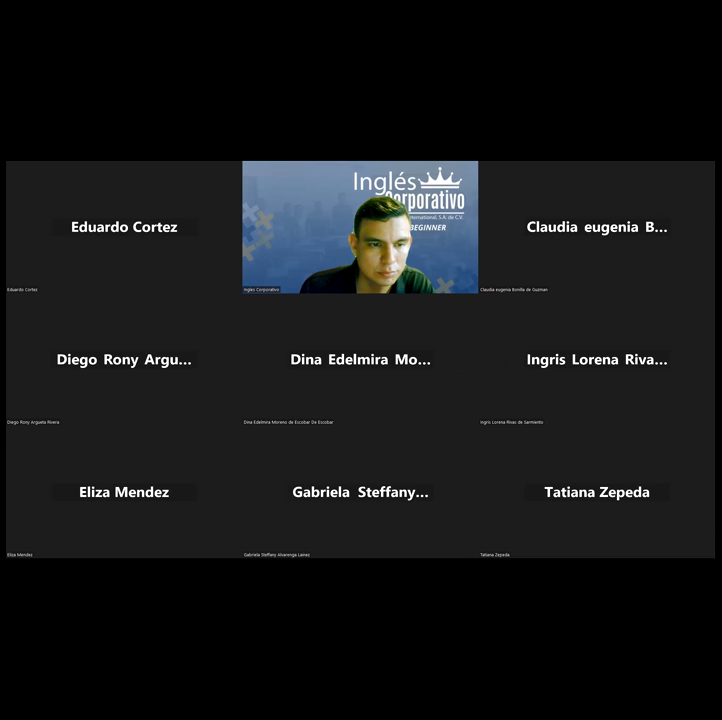 Eduardo Cortez
Eduardo Cortez
Inglés
Corporativo
International, S.A. de C.V.
BEGINNER
Ingles Corporativo
Claudia eugenia B...
Claudia eugenia Bonilla de Guzman
Diego Rony Argu...
Diego Rony Argueta Rivera
Dina Edelmira Mo...
Dina Edelmira Moreno de Escobar De Escobar
Ingris Lorena Riva...
Ingris Lorena Rivas de Sarmiento
Eliza Mendez
Eliza Mendez
Gabriela Steffany...
Gabriela Steffany Alvarenga Lainez
Tatiana Zepeda
Tatiana Zepeda